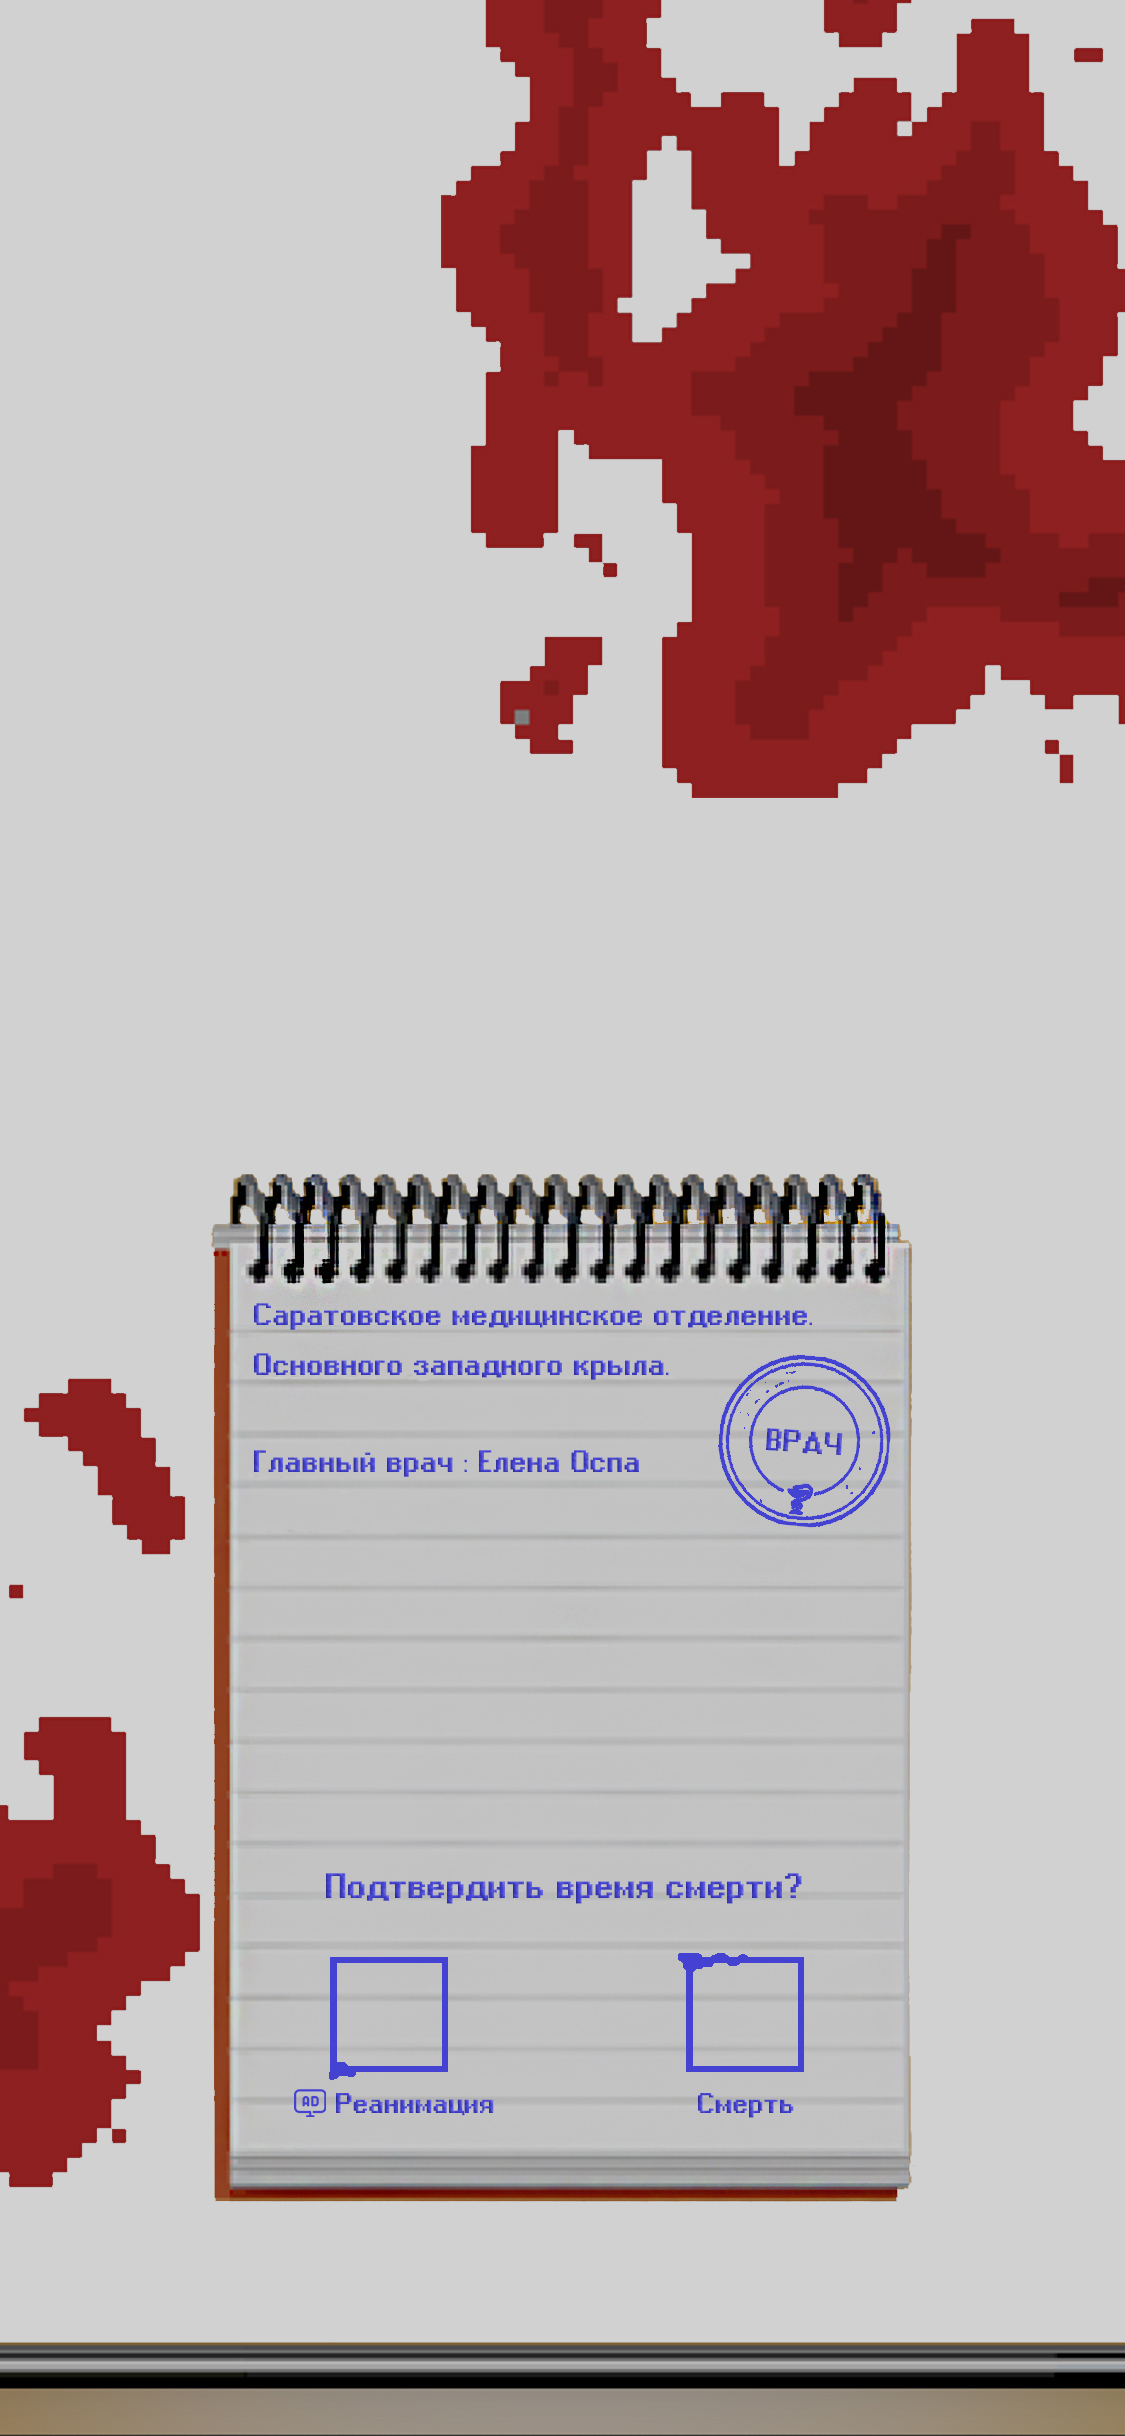 Саратовское медицинское отделение.
Основного западного крыла.
ВРАЧ
Главный врач : Елена Оспа
Подтвердить время смерти?
AD Реанимация
Смерть